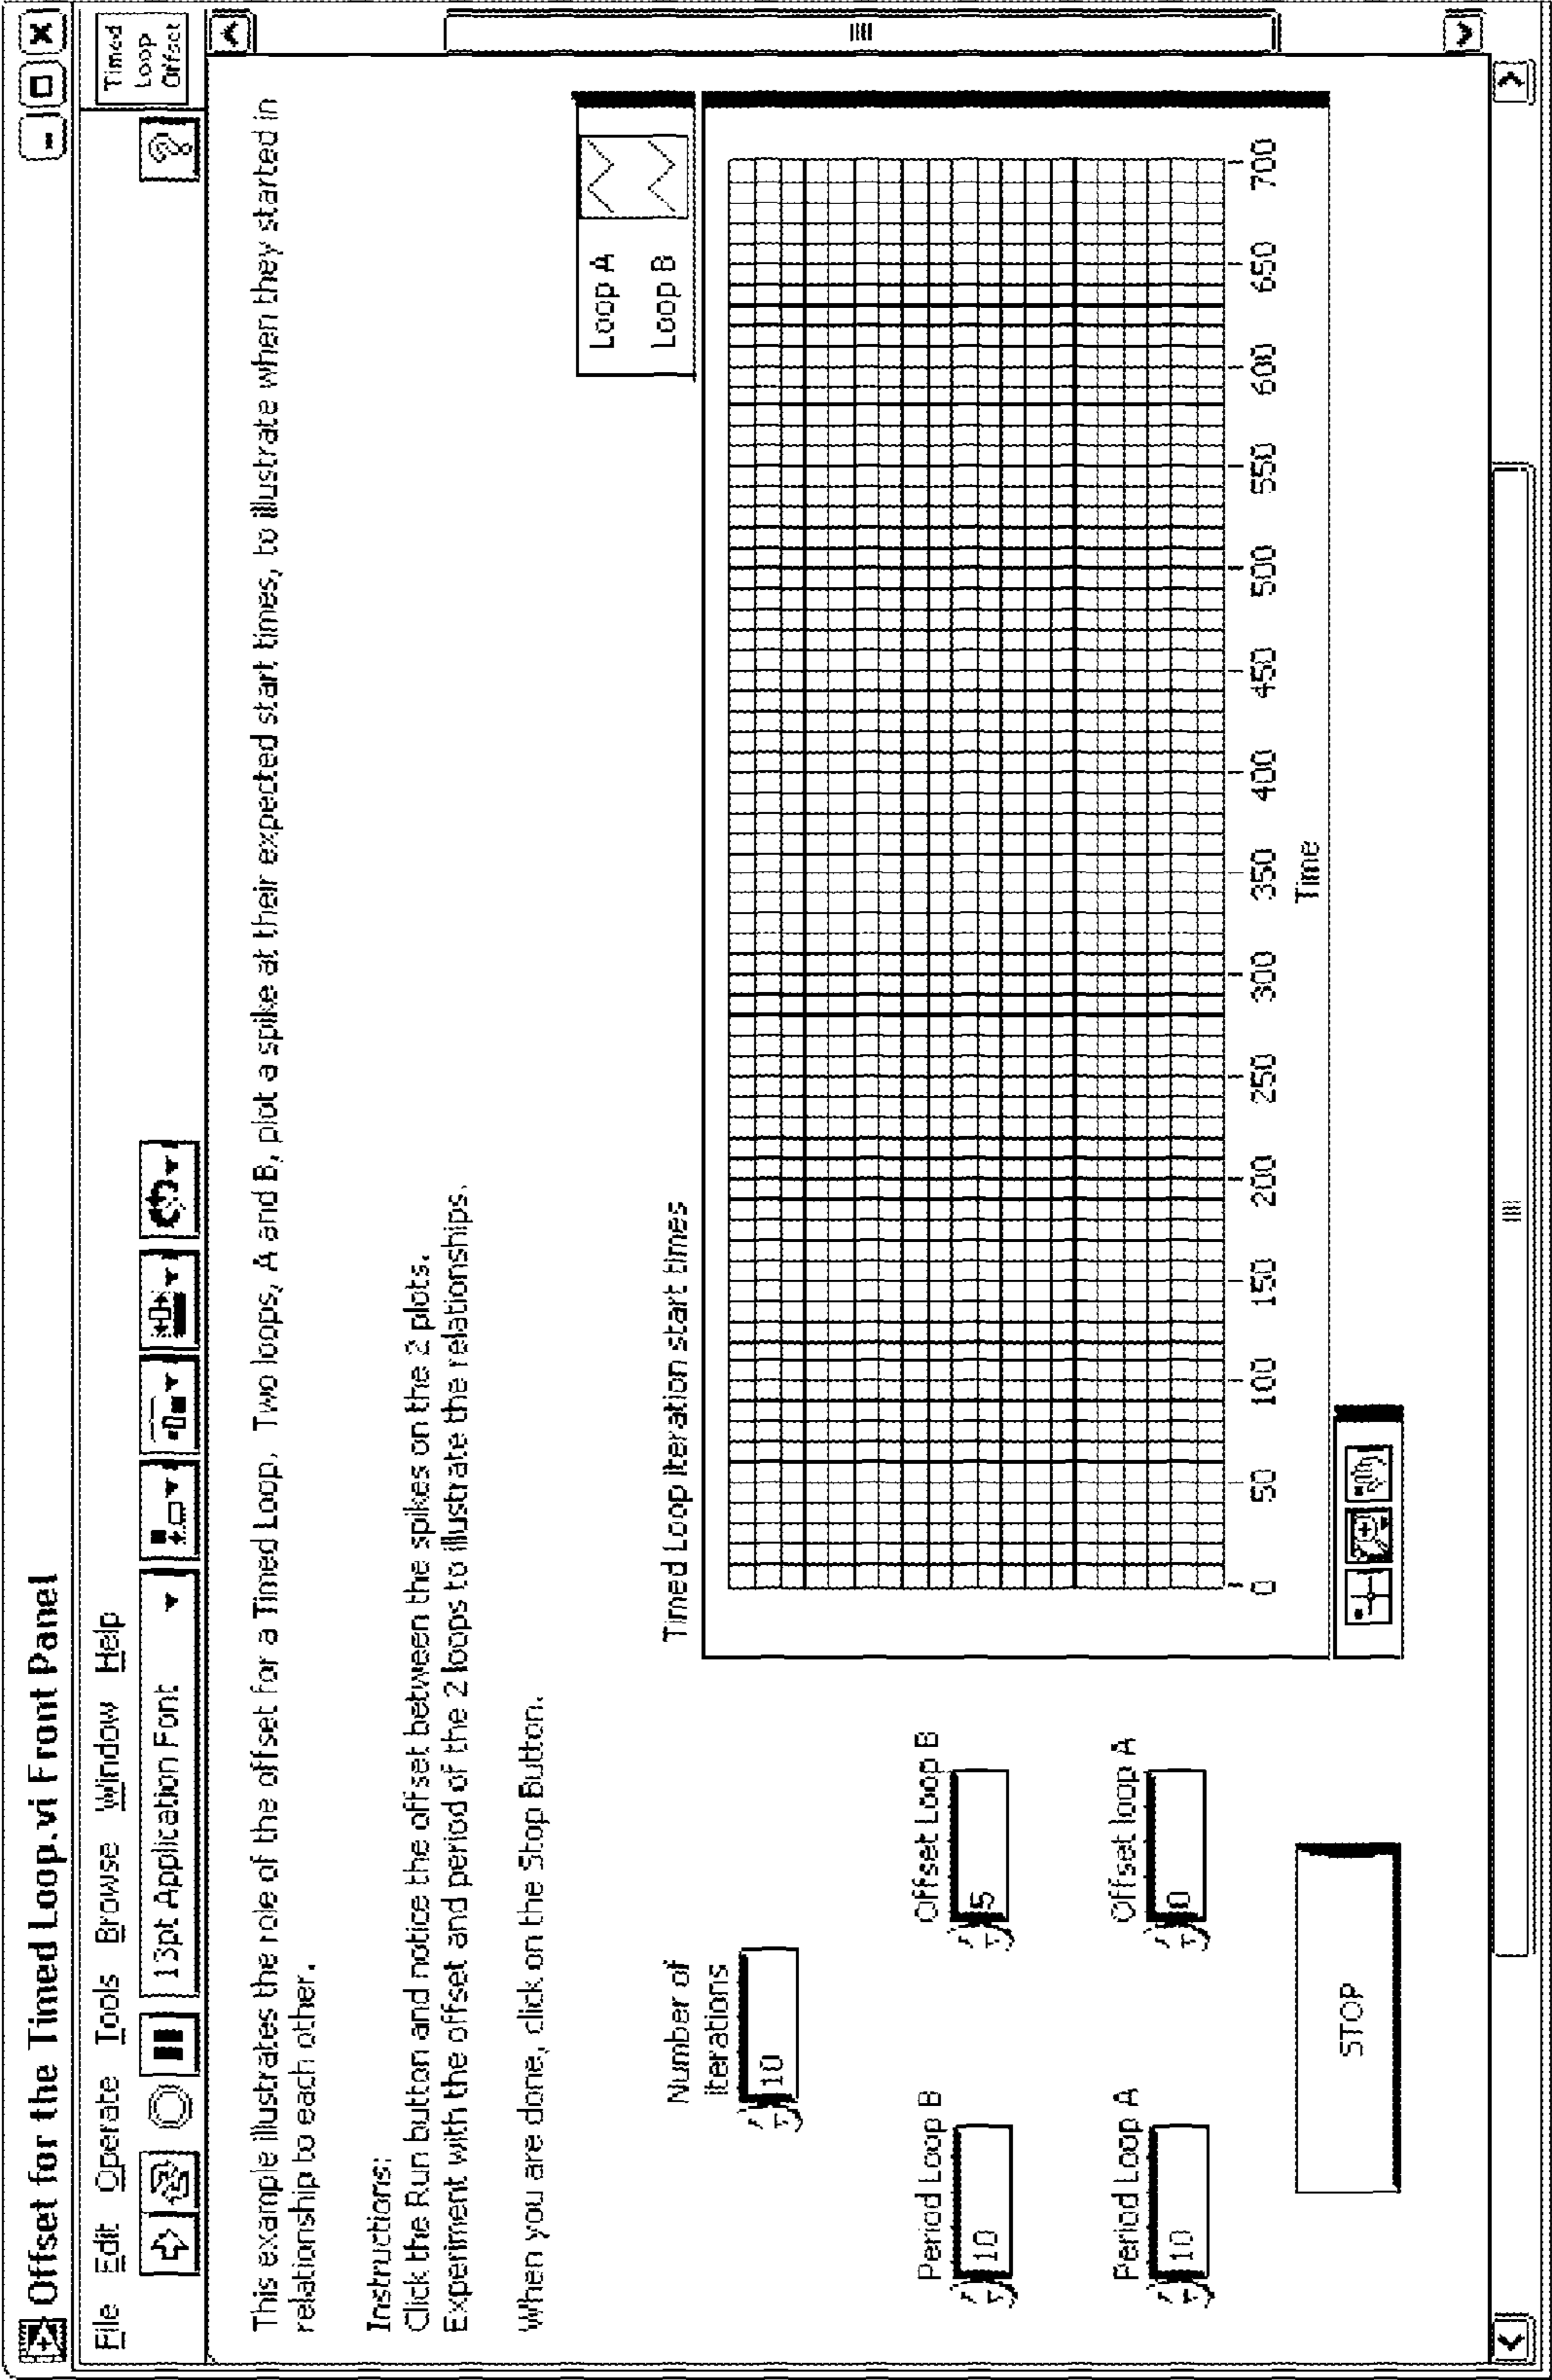 Offset for the Timed Loop.vi Front Panel
File Edit Operate Tools Browse Window Help
13pt Application Font
Timed
Loop
Offset
This example illustrates the role of the offset for a Timed Loop. Two loops, A and B, plot a spike at their expected start times, to illustrate when they started in
relationship to each other.
Instructions:
Click the Run button and notice the offset between the spikes on the 2 plots.
Experiment with the offset and period of the 2 loops to illustrate the relationships.
When you are done, click on the Stop Button.
Number of
iterations
10
Period Loop B
10
Offset Loop B
5
Period Loop A
10
Offset loop A
0
STOP
Timed Loop iteration start times
Loop A
Loop B
0 50 100 150 200 250 300 350 400 450 500 550 600 650 700
Time